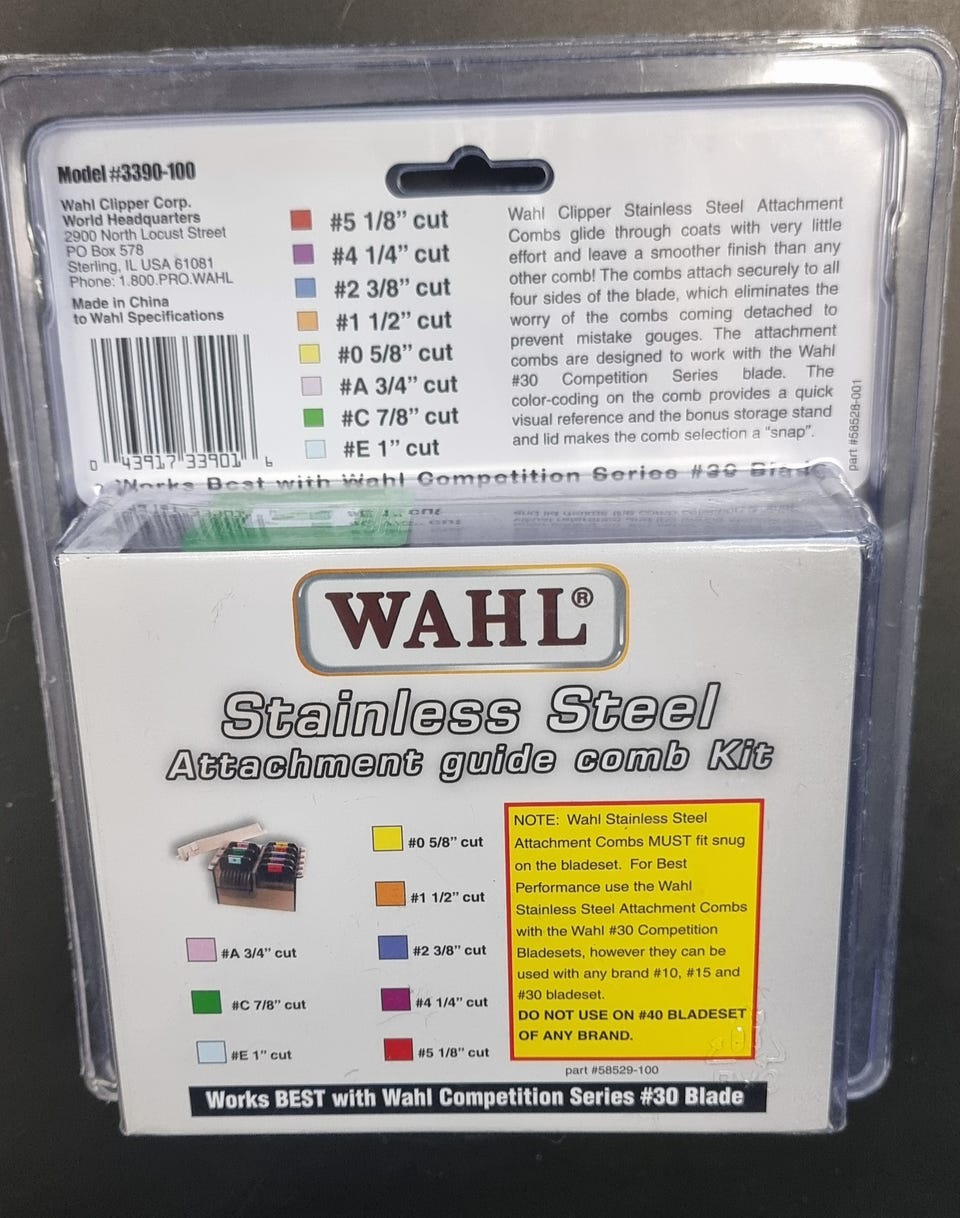 Model #3390-100
Wahl Clipper Corp.
World Headquarters
2900 North Locust Street
PO Box 578
Sterling, IL USA 61081
Phone: 1.800.PRO.WAHL
Made in China
to Wahl Specifications
0 43917 33901 6
#5 1/8” cut
#4 1/4” cut
#2 3/8” cut
#1 1/2” cut
#0 5/8” cut
#A 3/4” cut
#C 7/8” cut
#E 1” cut
Wahl Clipper Stainless Steel Attachment
Combs glide through coats with very little
effort and leave a smoother finish than any
other comb! The combs attach securely to all
four sides of the blade, which eliminates the
worry of the combs coming detached to
prevent mistake gouges. The attachment
combs are designed to work with the Wahl
#30 Competition Series blade. The
color-coding on the comb provides a quick
visual reference and the bonus storage stand
and lid makes the comb selection a “snap”.
part #58528-001
Works Best with Wahl Competition Series #30 Blade
WAHL®
Stainless Steel
Attachment guide comb Kit
#0 5/8” cut
#1 1/2” cut
#A 3/4” cut
#2 3/8” cut
#C 7/8” cut
#4 1/4” cut
#E 1” cut
#5 1/8” cut
NOTE: Wahl Stainless Steel
Attachment Combs MUST fit snug
on the bladeset. For Best
Performance use the Wahl
Stainless Steel Attachment Combs
with the Wahl #30 Competition
Bladesets, however they can be
used with any brand #10, #15 and
#30 bladeset.
DO NOT USE ON #40 BLADESET
OF ANY BRAND.
part #58529-100
Works BEST with Wahl Competition Series #30 Blade